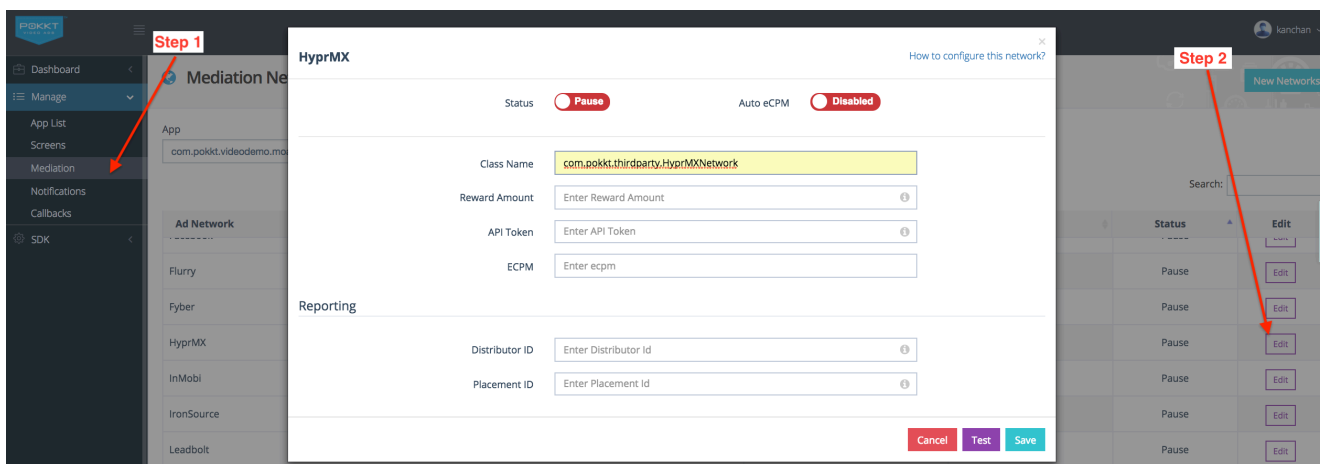 POKKT
VIDEO ADS
kanchan
Step 1
Step 2
Dashboard
Manage
App List
Screens
Mediation
Notifications
Callbacks
SDK
Mediation Ne
New Networks
App
com.pokkt.videodemo.moa
Search:
Ad Network
Status
Edit
Flurry
Pause
Edit
Fyber
Pause
Edit
HyprMX
Pause
Edit
InMobi
Pause
Edit
IronSource
Pause
Edit
Leadbolt
Pause
Edit
HyprMX
×
How to configure this network?
Status
Pause
Auto eCPM
Disabled
Class Name
com.pokkt.thirdparty.HyprMXNetwork
Reward Amount
Enter Reward Amount
API Token
Enter API Token
ECPM
Enter ecpm
Reporting
Distributor ID
Enter Distributor Id
Placement ID
Enter Placement Id
Cancel
Test
Save